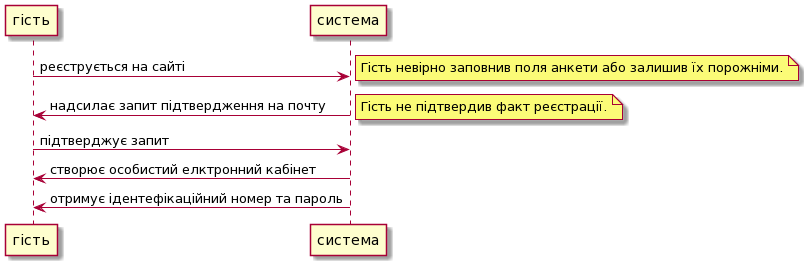 гість
система
реєструється на сайті
Гість невірно заповнив поля анкети або залишив їх порожніми.
надсилає запит підтвердження на почту
Гість не підтвердив факт реєстрації.
підтверджує запит
створює особистий елктронний кабінет
отримує ідентефікаційний номер та пароль
гість
система